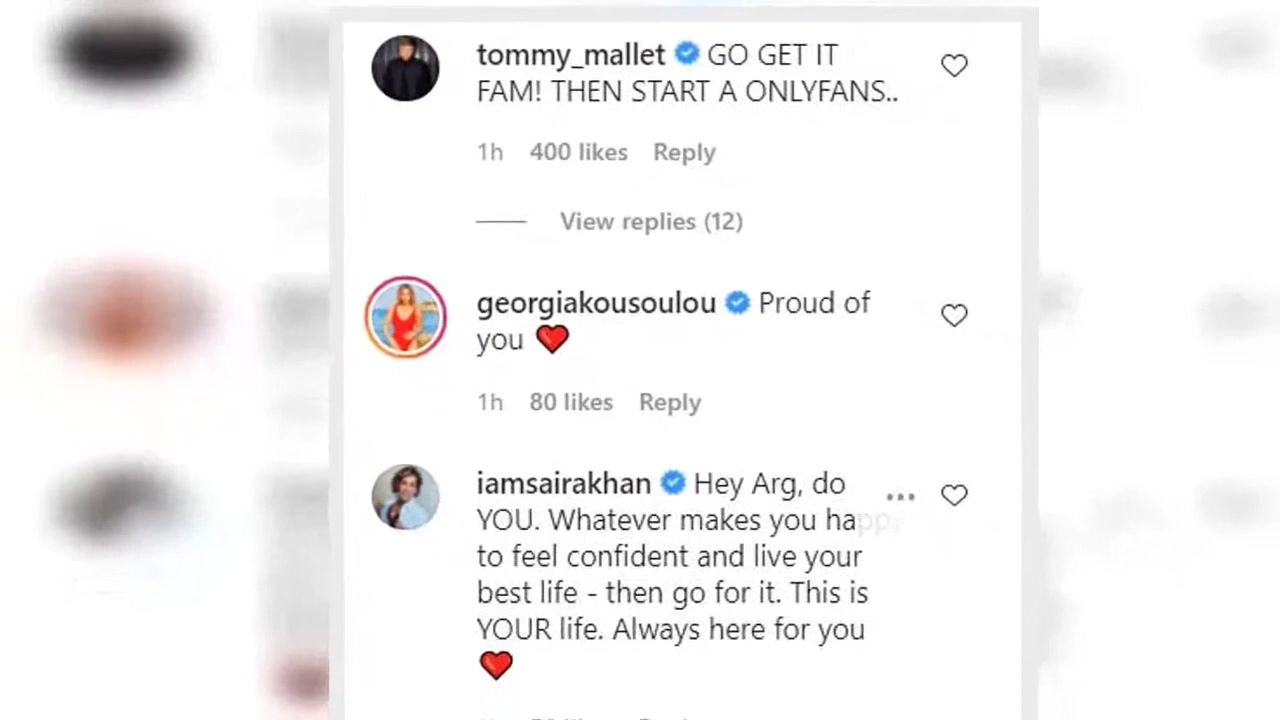 tommy_mallet GO GET IT
FAM! THEN START A ONLYFANS..
1h 400 likes Reply
View replies (12)
georgiakousoulou Proud of
you ❤️
1h 80 likes Reply
iamsairakhan Hey Arg, do
YOU. Whatever makes you happy
to feel confident and live your
best life - then go for it. This is
YOUR life. Always here for you
❤️